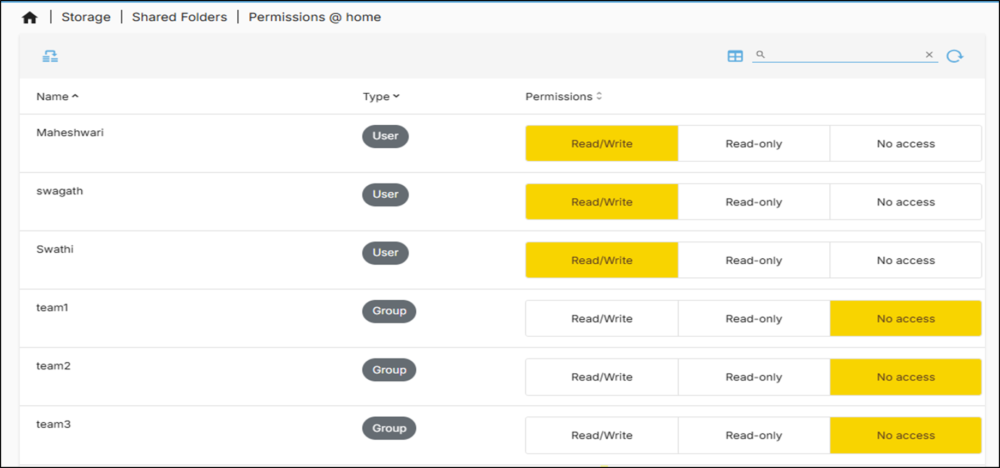 Storage | Shared Folders | Permissions @ home
Name Type Permissions
Maheshwari User Read/Write Read-only No access
swagath User Read/Write Read-only No access
Swathi User Read/Write Read-only No access
team1 Group Read/Write Read-only No access
team2 Group Read/Write Read-only No access
team3 Group Read/Write Read-only No access